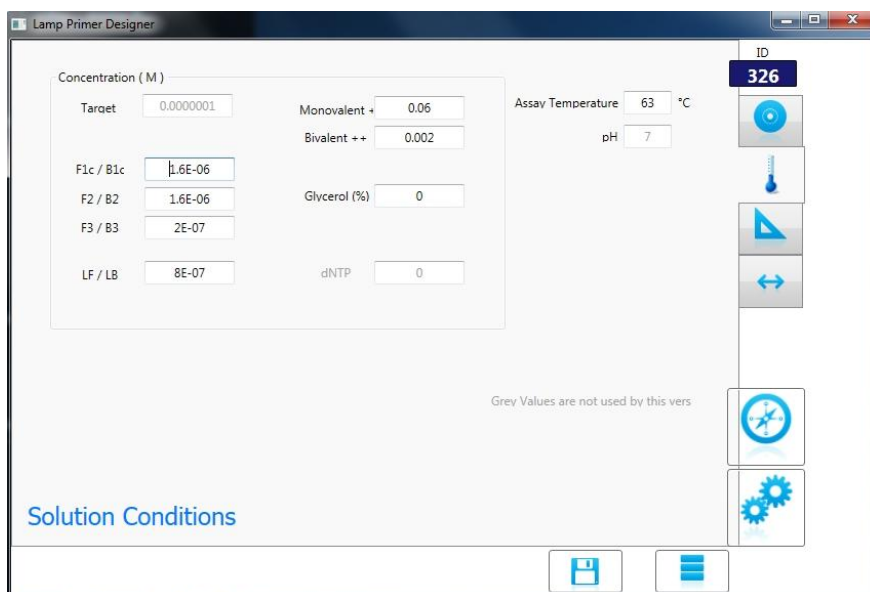 Lamp Primer Designer
ID
326
Concentration ( M )
Target 0.0000001
Monovalent + 0.06
Assay Temperature 63 °C
Bivalent ++ 0.002
pH 7
F1c / B1c 1.6E-06
F2 / B2 1.6E-06
Glycerol (%) 0
F3 / B3 2E-07
LF / LB 8E-07
dNTP 0
Grey Values are not used by this vers
Solution Conditions